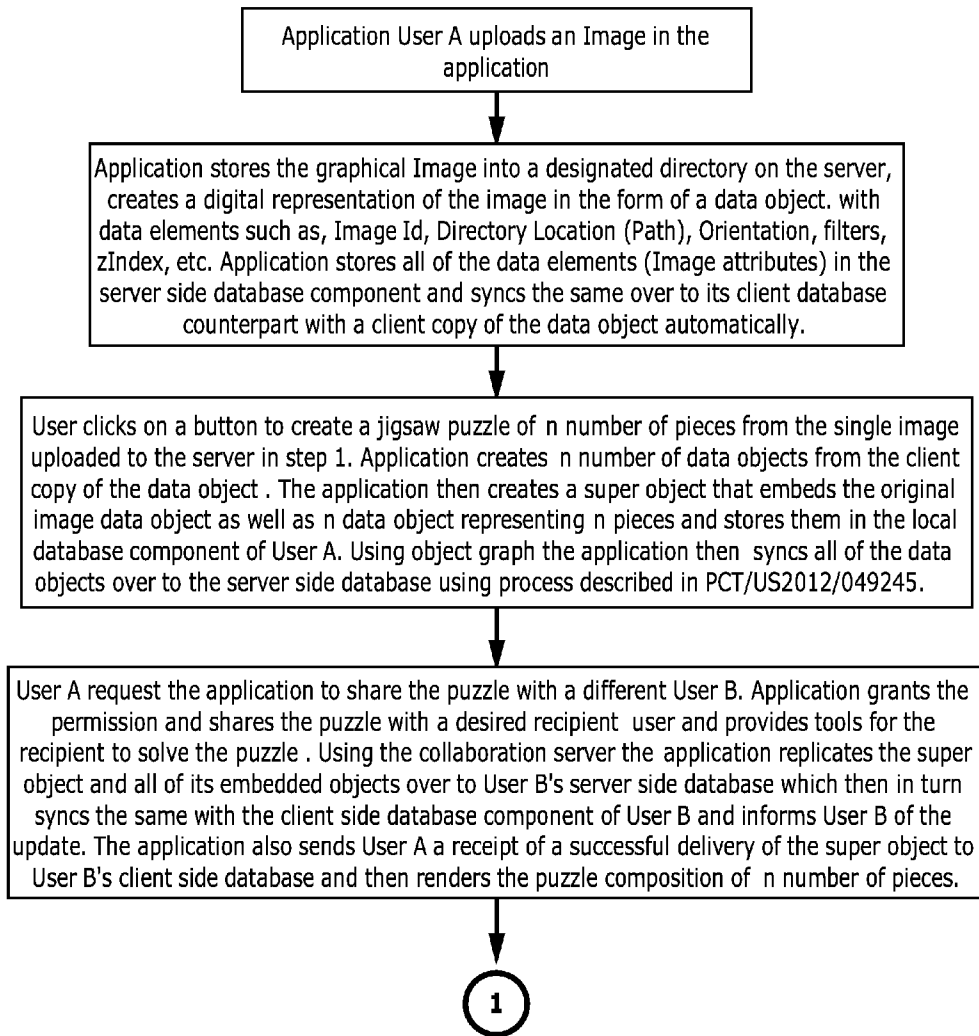 Application User A uploads an Image in the
application
Application stores the graphical Image into a designated directory on the server,
creates a digital representation of the image in the form of a data object. with
data elements such as, Image Id, Directory Location (Path), Orientation, filters,
zIndex, etc. Application stores all of the data elements (Image attributes) in the
server side database component and syncs the same over to its client database
counterpart with a client copy of the data object automatically.
User clicks on a button to create a jigsaw puzzle of n number of pieces from the single image
uploaded to the server in step 1. Application creates n number of data objects from the client
copy of the data object . The application then creates a super object that embeds the original
image data object as well as n data object representing n pieces and stores them in the local
database component of User A. Using object graph the application then syncs all of the data
objects over to the server side database using process described in PCT/US2012/049245.
User A request the application to share the puzzle with a different User B. Application grants the
permission and shares the puzzle with a desired recipient user and provides tools for the
recipient to solve the puzzle . Using the collaboration server the application replicates the super
object and all of its embedded objects over to User B's server side database which then in turn
syncs the same with the client side database component of User B and informs User B of the
update. The application also sends User A a receipt of a successful delivery of the super object to
User B's client side database and then renders the puzzle composition of n number of pieces.
1